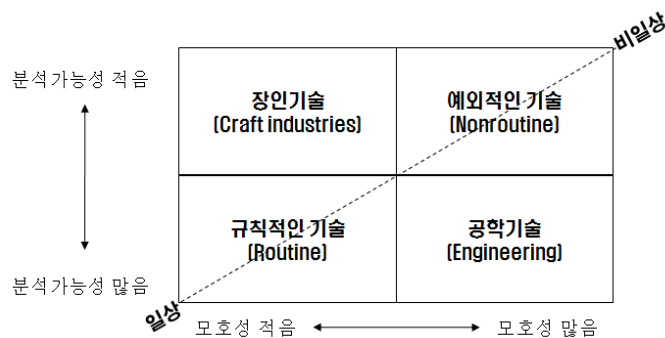 비일상
분석가능성 적음
장인기술
(Craft industries)
예외적인 기술
(Nonroutine)
규칙적인 기술
(Routine)
공학기술
(Engineering)
분석가능성 많음
일상
모호성 적음
모호성 많음